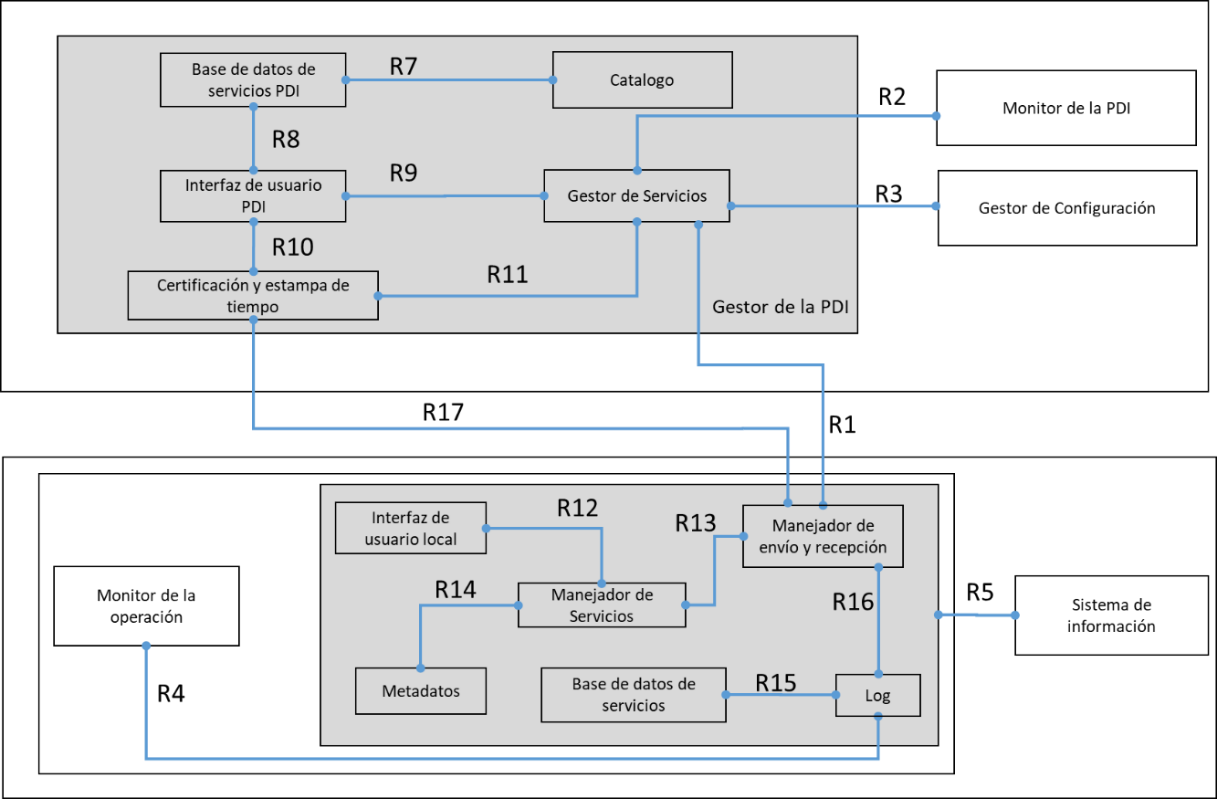 Base de datos de
servicios PDI
R7
Catalogo
R2
Monitor de la PDI
R8
Interfaz de usuario
PDI
R9
Gestor de Servicios
R3
Gestor de Configuración
R10
Certificación y estampa de
tiempo
R11
Gestor de la PDI
R17
R1
Interfaz de
usuario local
R12
R13
Manejador de
envío y recepción
Monitor de la
operación
R14
Manejador de
Servicios
R16
R5
Sistema de
información
R4
Metadatos
Base de datos de
servicios
R15
Log